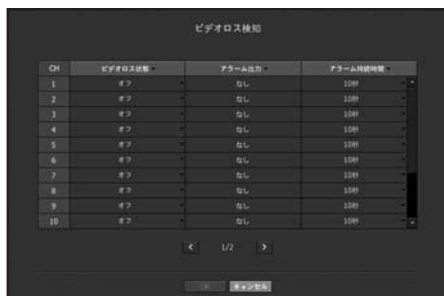 ビデオロス検知
CH ビデオロス状態 アラーム出力 アラーム持続時間
1 オフ なし 10秒
2 オフ なし 10秒
3 オフ なし 10秒
4 オフ なし 10秒
5 オフ なし 10秒
6 オフ なし 10秒
7 オフ なし 10秒
8 オフ なし 10秒
9 オフ なし 10秒
10 オフ なし 10秒
< 1/2 >
OK キャンセル